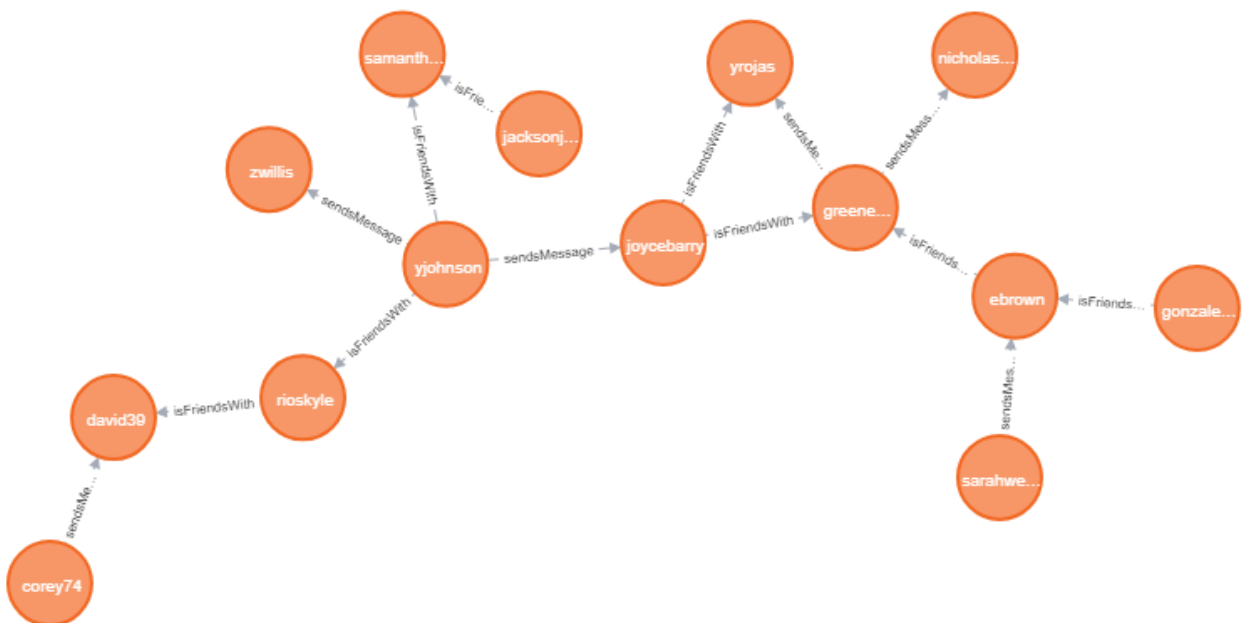 samanth...
isFrie...
jacksonj...
yrojas
nicholas...
isFriendsWith
zwillis
sendsMessage
isFriendsWith
sendsMe...
sendsMess...
yjohnson
sendsMessage
joycebarry
isFriendsWith
greene...
isFriends...
ebrown
isFriends...
gonzale...
isFriendsWith
rioskyle
isFriendsWith
david39
sendsMes...
sarahwe...
sendsMe...
corey74